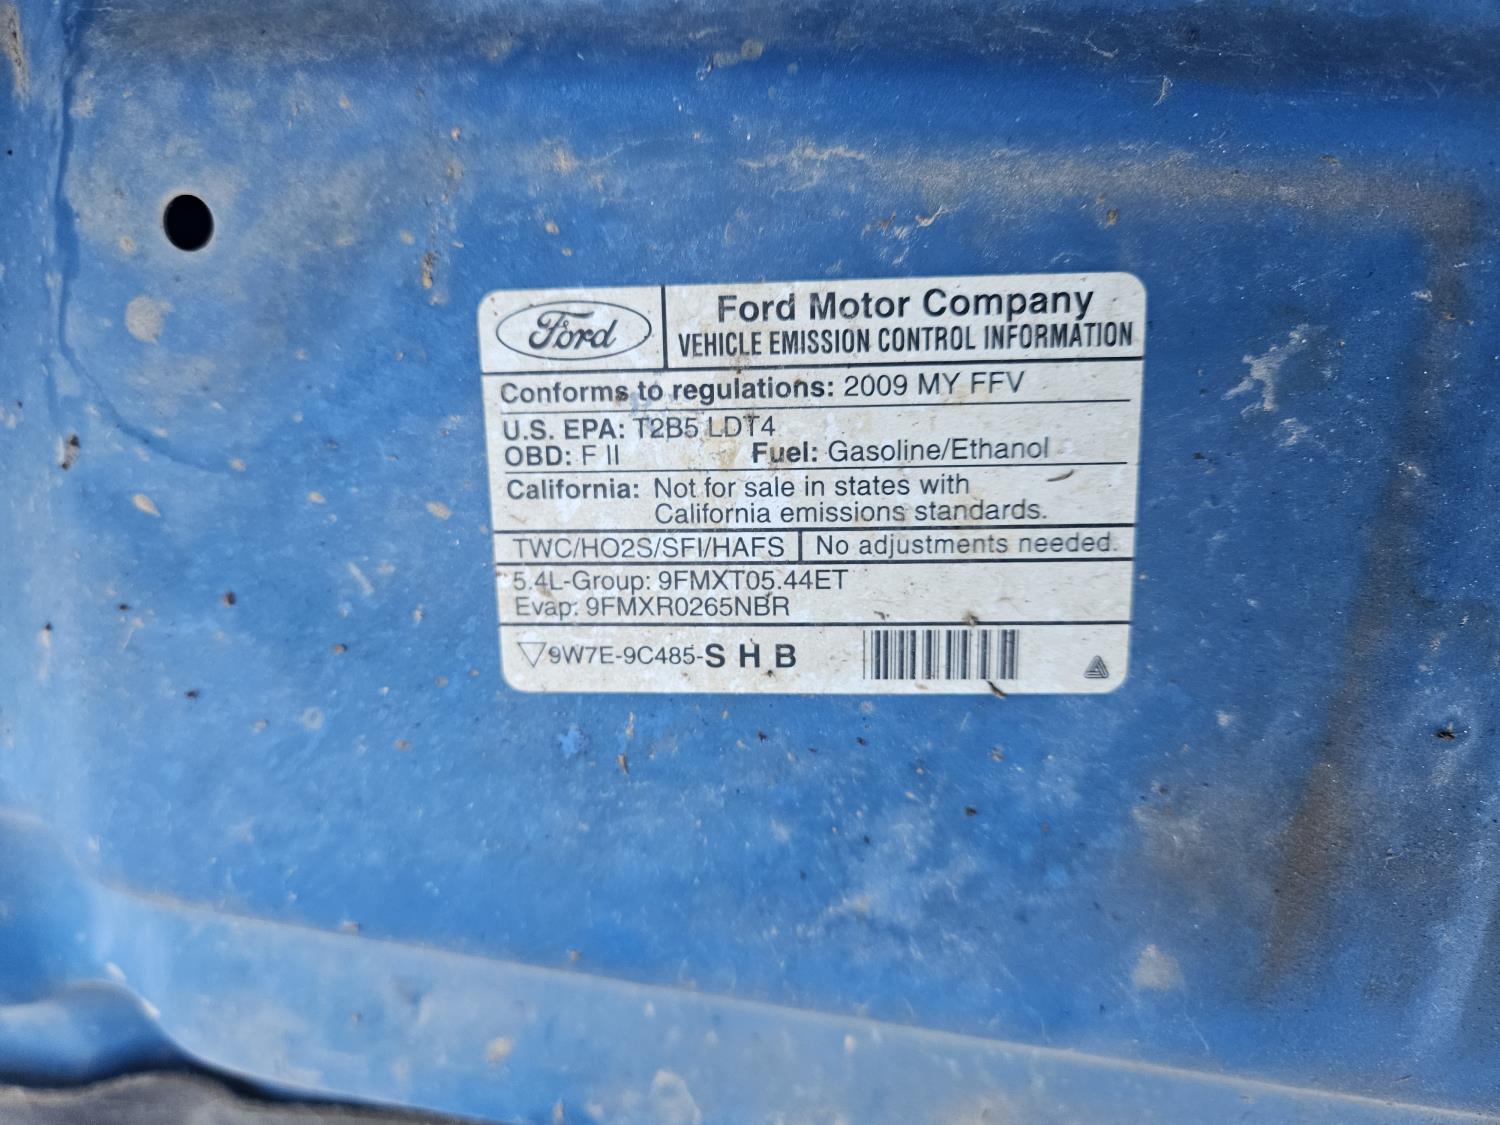 Ford
Ford Motor Company
VEHICLE EMISSION CONTROL INFORMATION
Conforms to regulations: 2009 MY FFV
U.S. EPA: T2B5 LDT4
OBD: F II Fuel: Gasoline/Ethanol
California: Not for sale in states with
California emissions standards.
TWC/HO2S/SFI/HAFS No adjustments needed.
5.4L-Group: 9FMXT05.44ET
Evap: 9FMXR0265NBR
9W7E-9C485-S H B